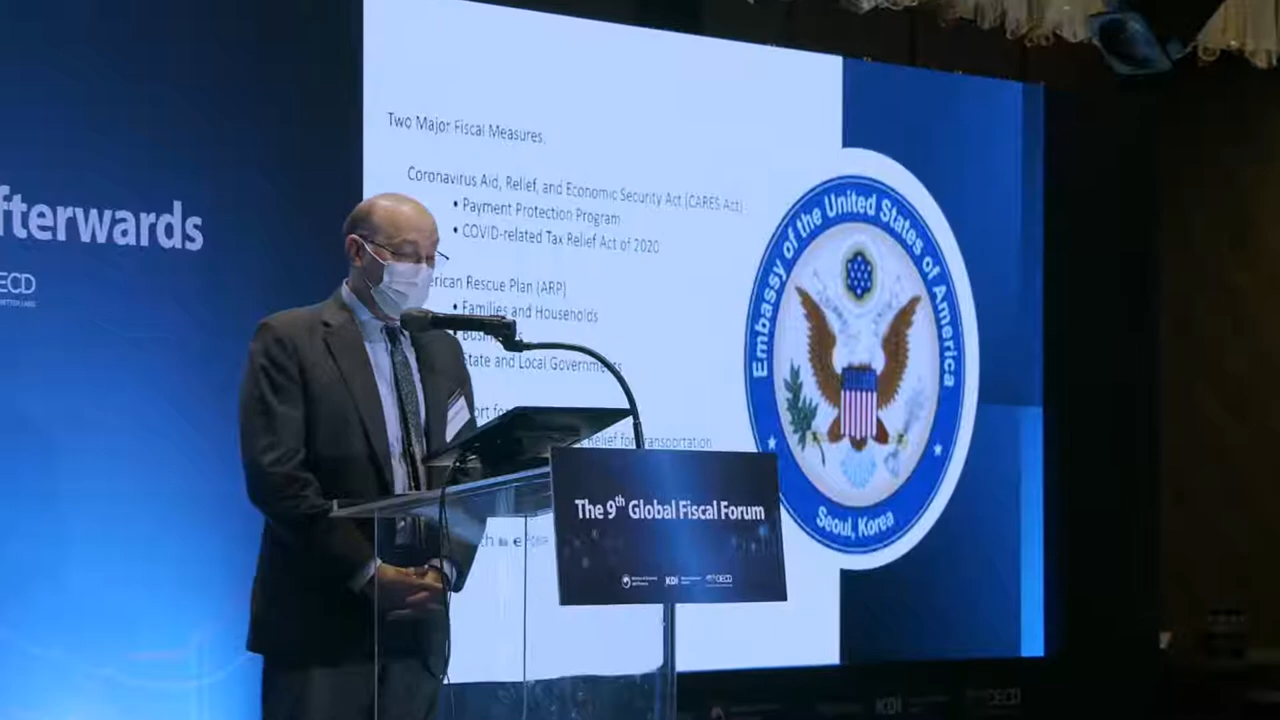 fterwards
ECD
Two Major Fiscal Measures.
Coronavirus Aid, Relief, and Economic Security Act (CARES Act)
• Payment Protection Program
• COVID-related Tax Relief Act of 2020
erican Rescue Plan (ARP)
• Families and Households
state and Local Governments
Relief for Transportation
Embassy of the United States of America
Seoul, Korea
The 9th Global Fiscal Forum
KDI
OECD
KDI
OECD